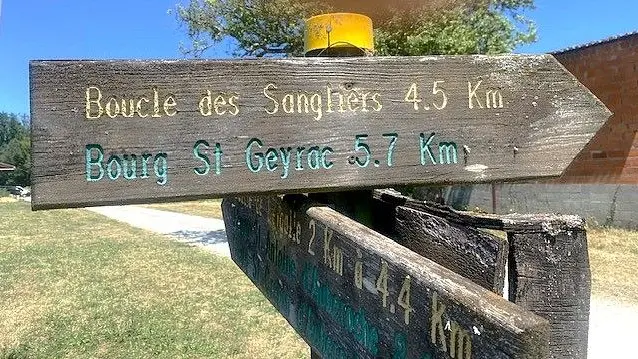 Boucle des Sangliers 4.5 Km
Bourg St Geyrac 5.7 Km
2 Km à 4.4 Km